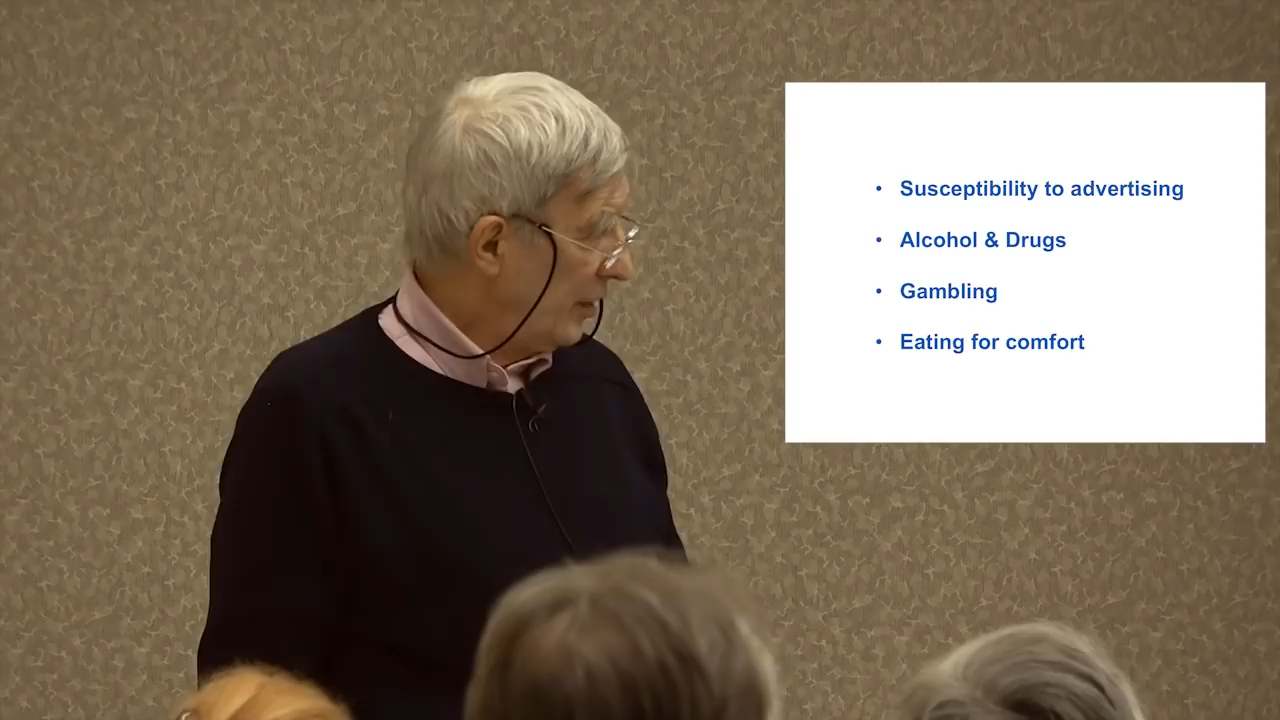 • Susceptibility to advertising
• Alcohol & Drugs
• Gambling
• Eating for comfort